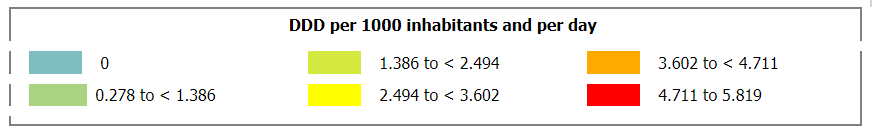 DDD per 1000 inhabitants and per day
0 1.386 to < 2.494 3.602 to < 4.711
0.278 to < 1.386 2.494 to < 3.602 4.711 to 5.819